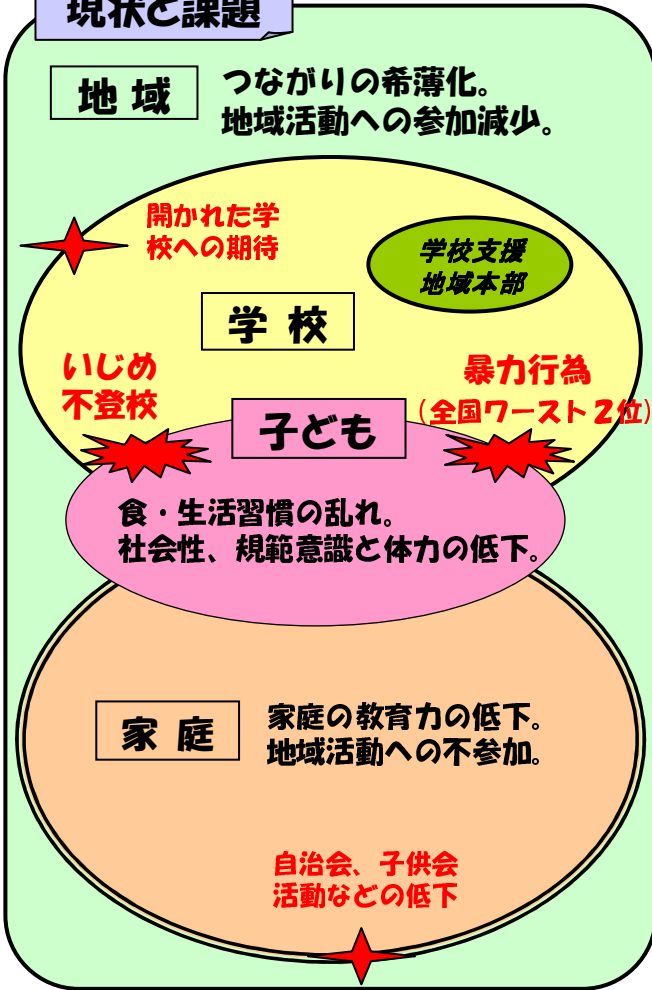 現状と課題
地 域
つながりの希薄化。
地域活動への参加減少。
開かれた学
校への期待
学校支援
地域本部
学 校
いじめ
不登校
暴力行為
(全国ワースト2位)
子ども
食・生活習慣の乱れ。
社会性、規範意識と体力の低下。
家 庭
家庭の教育力の低下。
地域活動への不参加。
自治会、子供会
活動などの低下